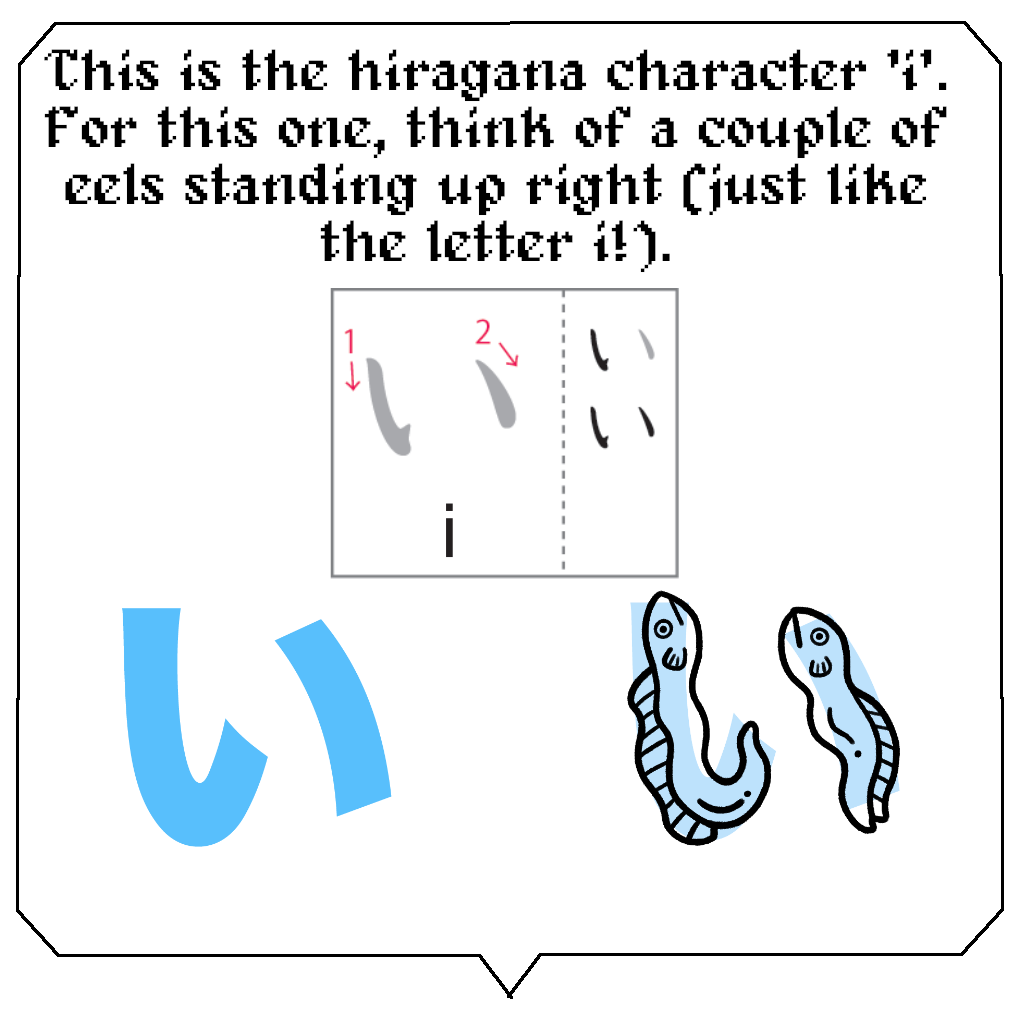 This is the hiragana character 'i'.
For this one, think of a couple of
eels standing up right (just like
the letter i!).
1 2
い い
い
i
い